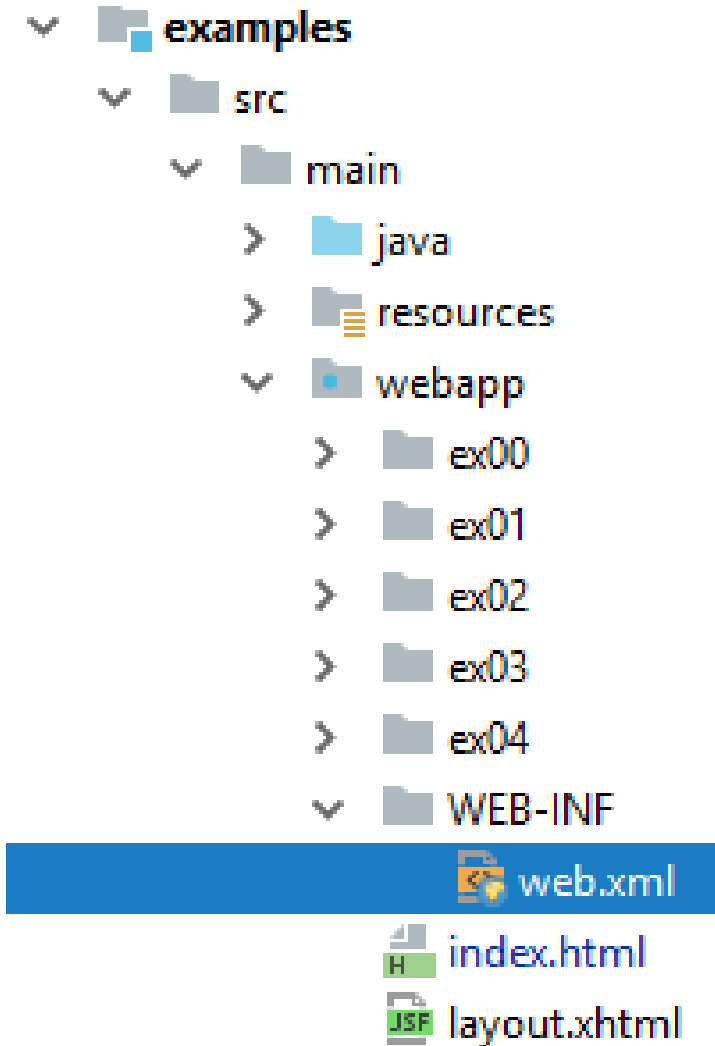 examples
src
main
java
resources
webapp
ex00
ex01
ex02
ex03
ex04
WEB-INF
<> web.xml
H index.html
JSF layout.xhtml